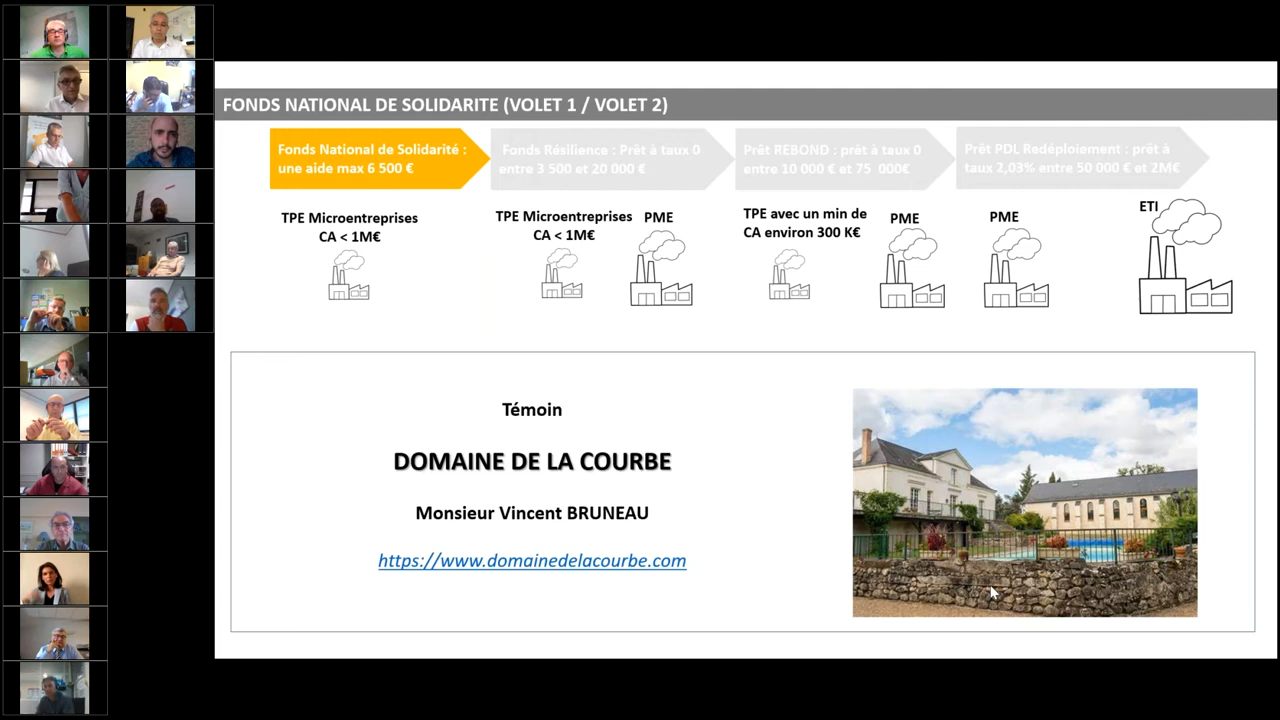 FONDS NATIONAL DE SOLIDARITE (VOLET 1 / VOLET 2)
Fonds National de Solidarité :
une aide max 6 500 €
Fonds Résilience : Prêt à taux 0
entre 3 500 et 20 000 €
Prêt REBOND : prêt à taux 0
entre 10 000 € et 75 000€
Prêt PDL Redéploiement : prêt à
taux 2,03% entre 50 000 € et 2M€
TPE Microentreprises
CA < 1M€
TPE Microentreprises
CA < 1M€
PME
TPE avec un min de
CA environ 300 K€
PME
PME
ETI
Témoin
DOMAINE DE LA COURBE
Monsieur Vincent BRUNEAU
https://www.domainedelacourbe.com